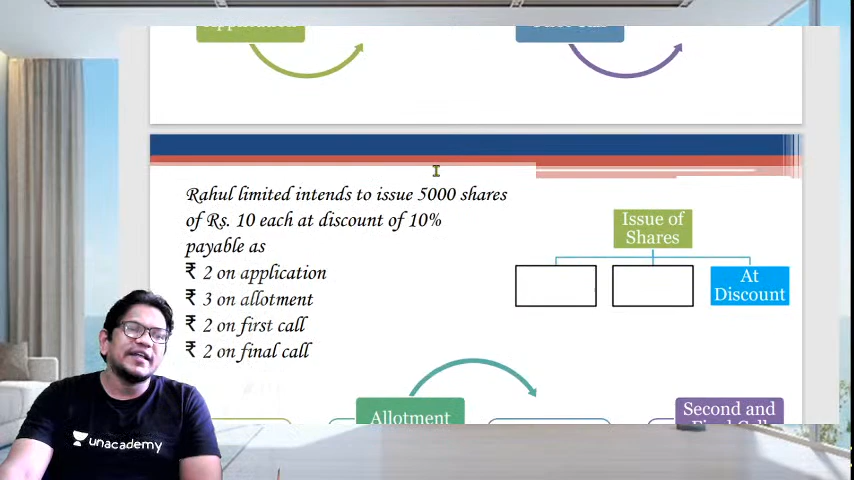 Rahul limited intends to issue 5000 shares
of Rs. 10 each at discount of 10%
payable as
₹ 2 on application
₹ 3 on allotment
₹ 2 on first call
₹ 2 on final call
Issue of
Shares
At
Discount
Allotment
Second and
unacademy